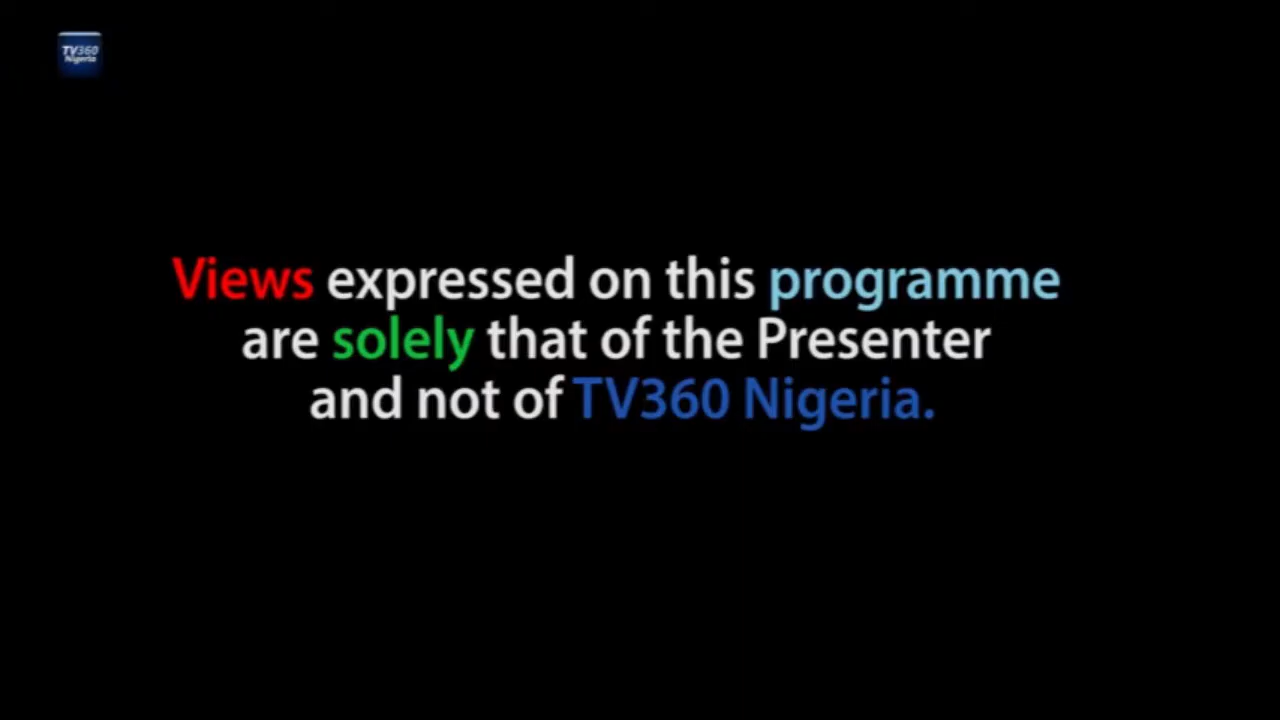 TV360
Nigeria
Views expressed on this programme
are solely that of the Presenter
and not of TV360 Nigeria.